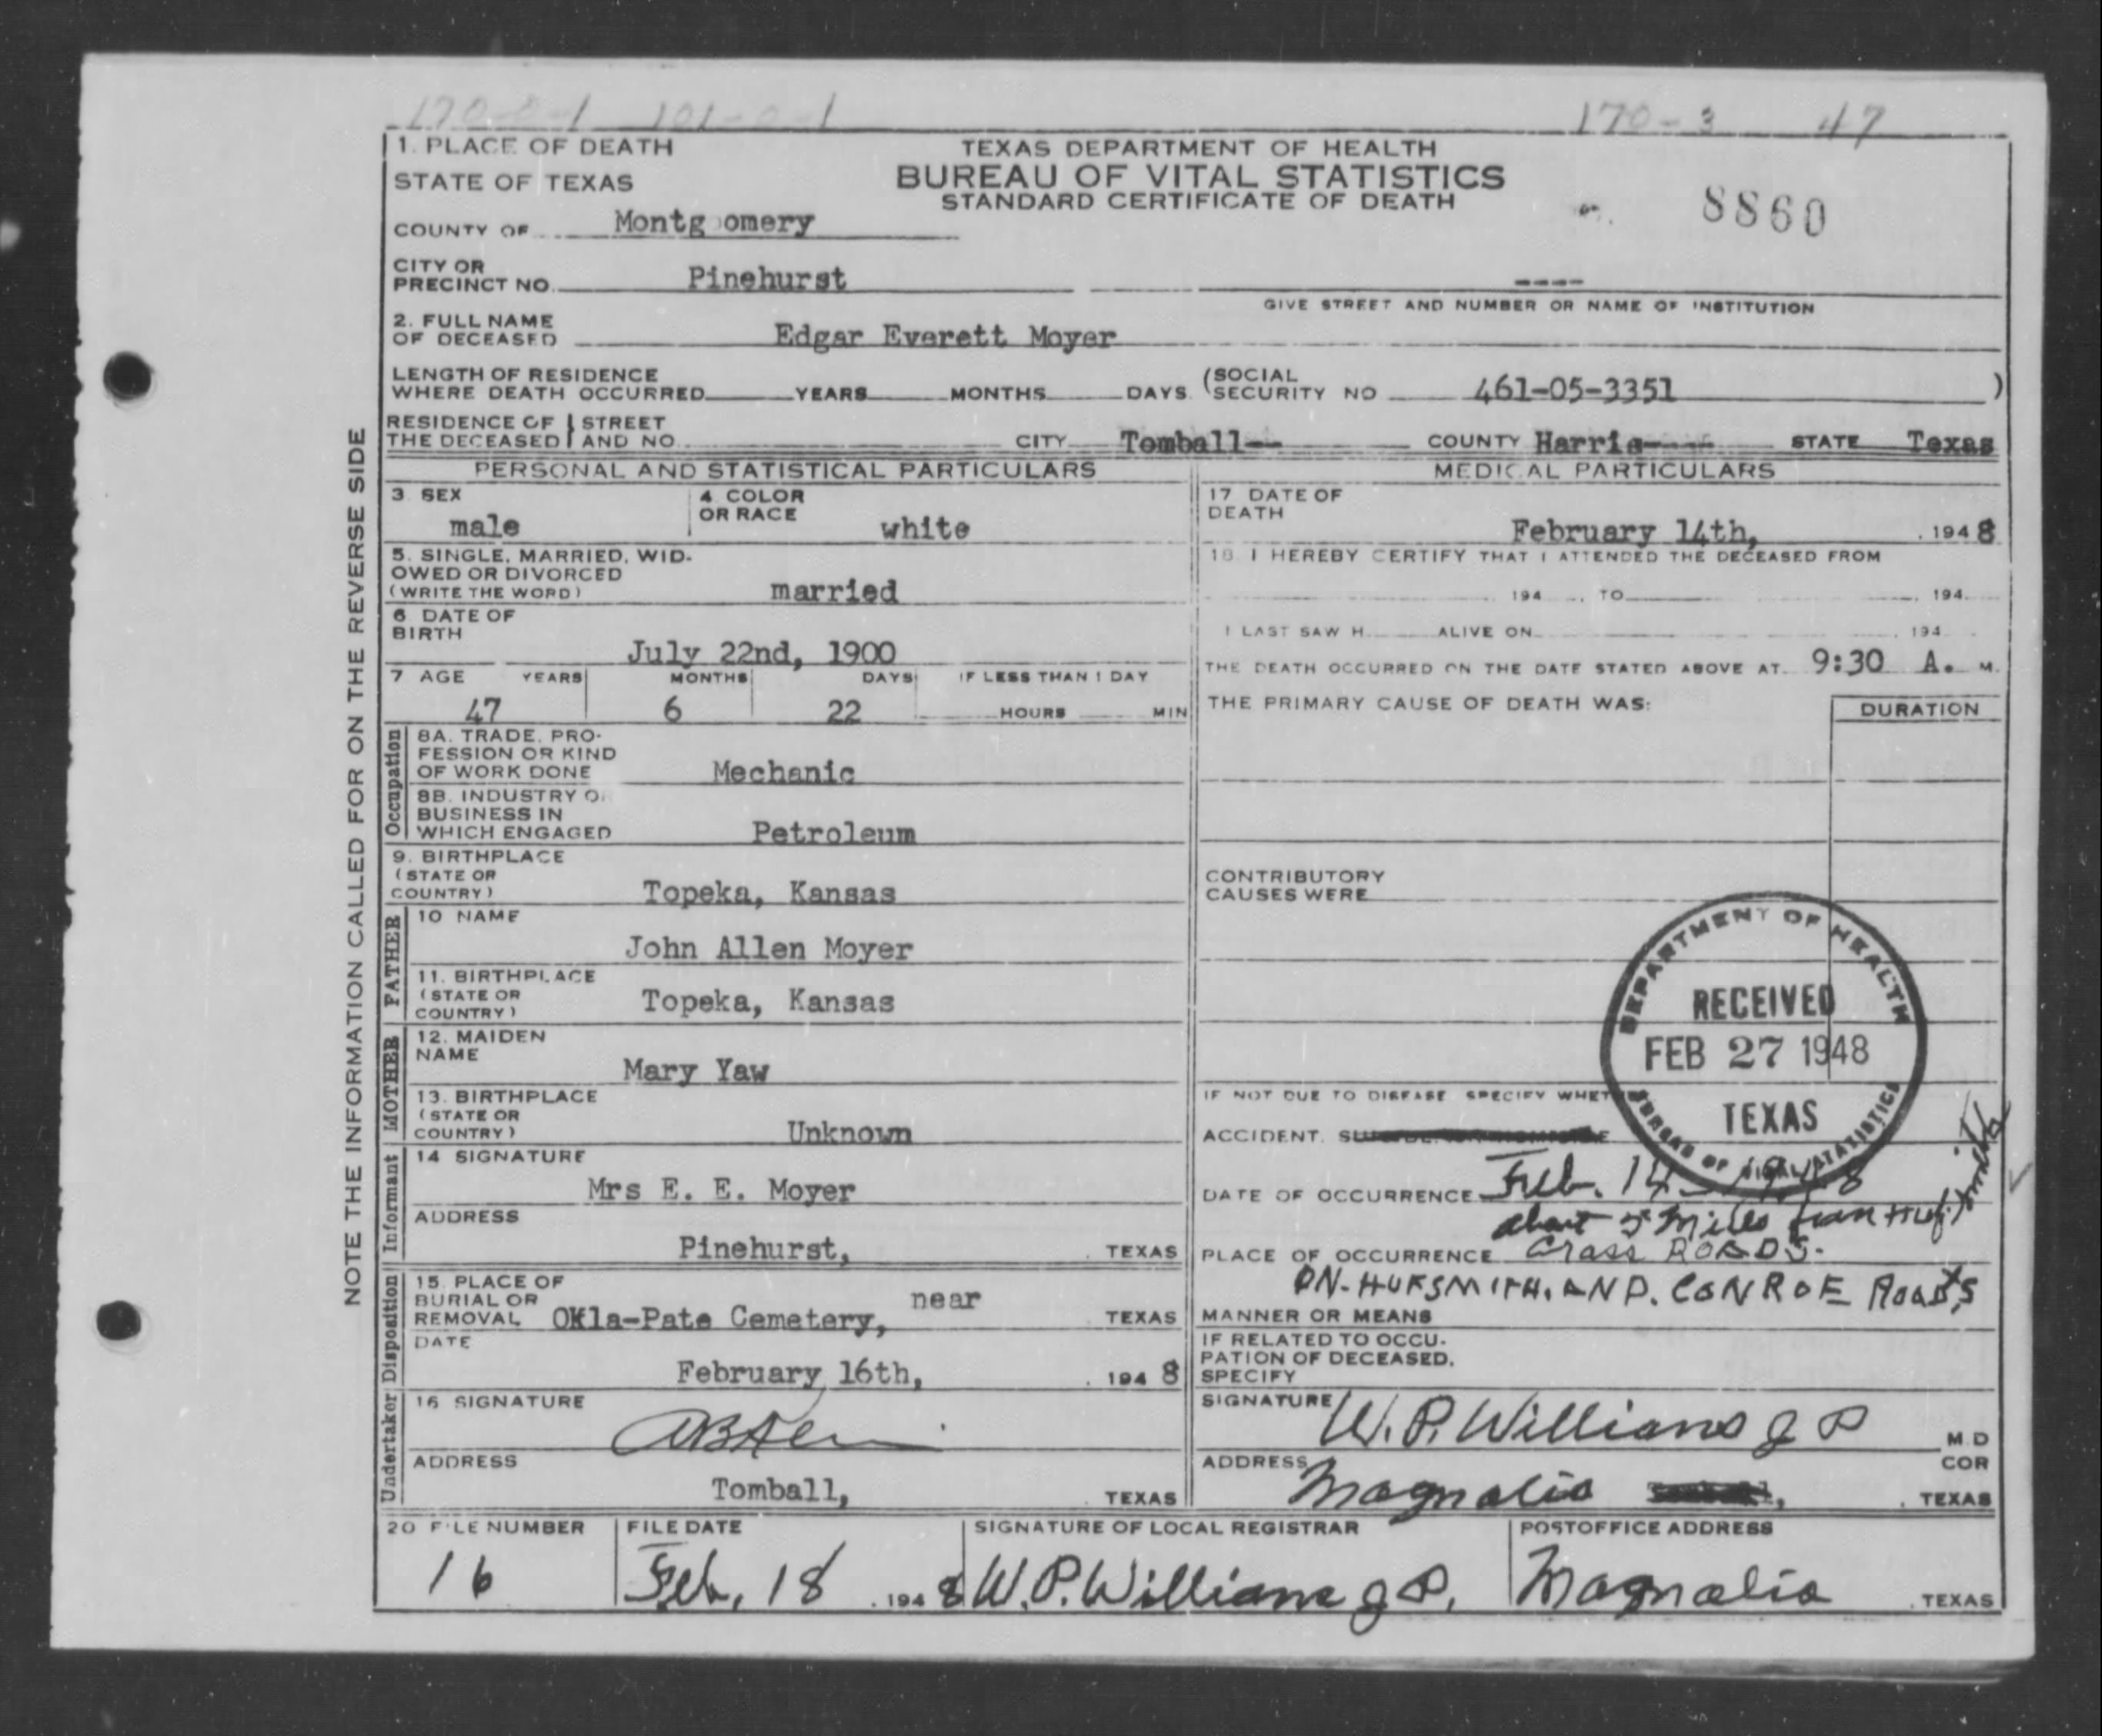 170-8-1 101-0-1 170-3 47
1. PLACE OF DEATH
STATE OF TEXAS
COUNTY OF Montgomery
TEXAS DEPARTMENT OF HEALTH
BUREAU OF VITAL STATISTICS
STANDARD CERTIFICATE OF DEATH
8860
CITY OR
PRECINCT NO. Pinehurst ----
GIVE STREET AND NUMBER OR NAME OF INSTITUTION
2. FULL NAME
OF DECEASED Edgar Everett Moyer
LENGTH OF RESIDENCE
WHERE DEATH OCCURRED YEARS MONTHS DAYS (SOCIAL
SECURITY NO 461-05-3351 )
RESIDENCE OF THE DECEASED STREET AND NO. CITY Tomball-- COUNTY Harris---- STATE Texas
PERSONAL AND STATISTICAL PARTICULARS
3 SEX
male
4. COLOR
OR RACE white
5. SINGLE, MARRIED, WID-
OWED OR DIVORCED
(WRITE THE WORD) married
6 DATE OF
BIRTH July 22nd, 1900
7 AGE YEARS MONTHS DAYS IF LESS THAN 1 DAY
47 6 22 HOURS MIN
Occupation
8A. TRADE, PRO-
FESSION OR KIND
OF WORK DONE Mechanic
8B. INDUSTRY OR
BUSINESS IN
WHICH ENGAGED Petroleum
9. BIRTHPLACE
(STATE OR
COUNTRY) Topeka, Kansas
FATHER
10 NAME
John Allen Moyer
11. BIRTHPLACE
(STATE OR
COUNTRY) Topeka, Kansas
MOTHER
12. MAIDEN
NAME Mary Yaw
13. BIRTHPLACE
(STATE OR
COUNTRY) Unknown
Informant
14 SIGNATURE
Mrs E. E. Moyer
ADDRESS
Pinehurst, TEXAS
Disposition
15. PLACE OF
BURIAL OR
REMOVAL Okla-Pate Cemetery, near TEXAS
DATE
February 16th, 1948
Undertaker
16 SIGNATURE
ADDRESS
Tomball, TEXAS
MEDICAL PARTICULARS
17 DATE OF
DEATH February 14th, , 1948
18 I HEREBY CERTIFY THAT I ATTENDED THE DECEASED FROM
194 , TO , 194
I LAST SAW H ALIVE ON , 194
THE DEATH OCCURRED ON THE DATE STATED ABOVE AT 9:30 A. M.
THE PRIMARY CAUSE OF DEATH WAS: DURATION
CONTRIBUTORY
CAUSES WERE
DEPARTMENT OF HEALTH
RECEIVED
FEB 27 1948
TEXAS
BUREAU OF VITAL STATISTICS
IF NOT DUE TO DISEASE SPECIFY WHET
ACCIDENT,
DATE OF OCCURRENCE Feb. 14-1948
about 5 Miles from Hufsmith
PLACE OF OCCURRENCE Cross ROADS.
ON-HUFSMITH. AND. CONROE Roads
MANNER OR MEANS
IF RELATED TO OCCU-
PATION OF DECEASED,
SPECIFY
SIGNATURE W. P. Williams J P M D
COR
ADDRESS Magnolia , TEXAS
20 FILE NUMBER FILE DATE SIGNATURE OF LOCAL REGISTRAR POSTOFFICE ADDRESS
16 Feb, 18 , 1948 W. P. Williams J P. Magnolia , TEXAS
NOTE THE INFORMATION CALLED FOR ON THE REVERSE SIDE